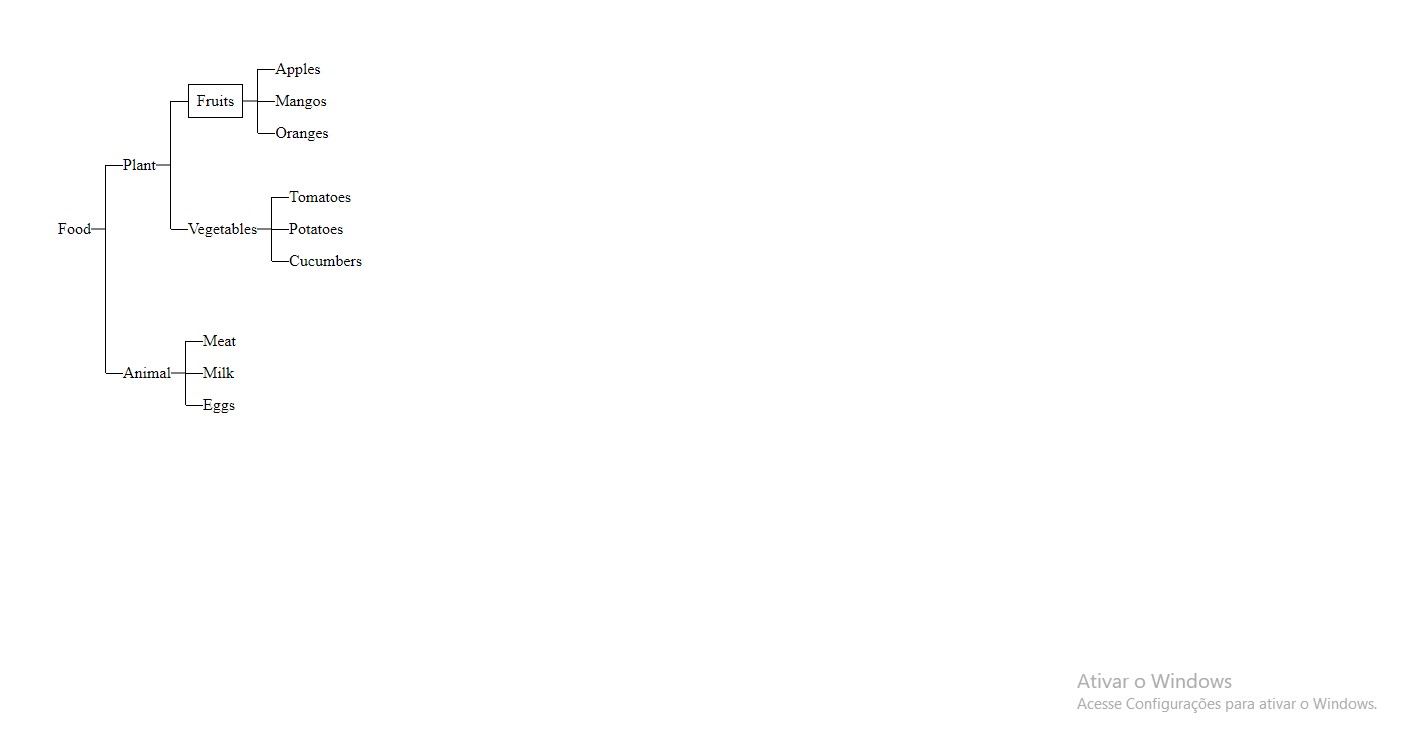 Apples
Fruits Mangos
Oranges
Plant
Tomatoes
Food Vegetables Potatoes
Cucumbers
Meat
Animal Milk
Eggs
Ativar o Windows
Acesse Configurações para ativar o Windows.